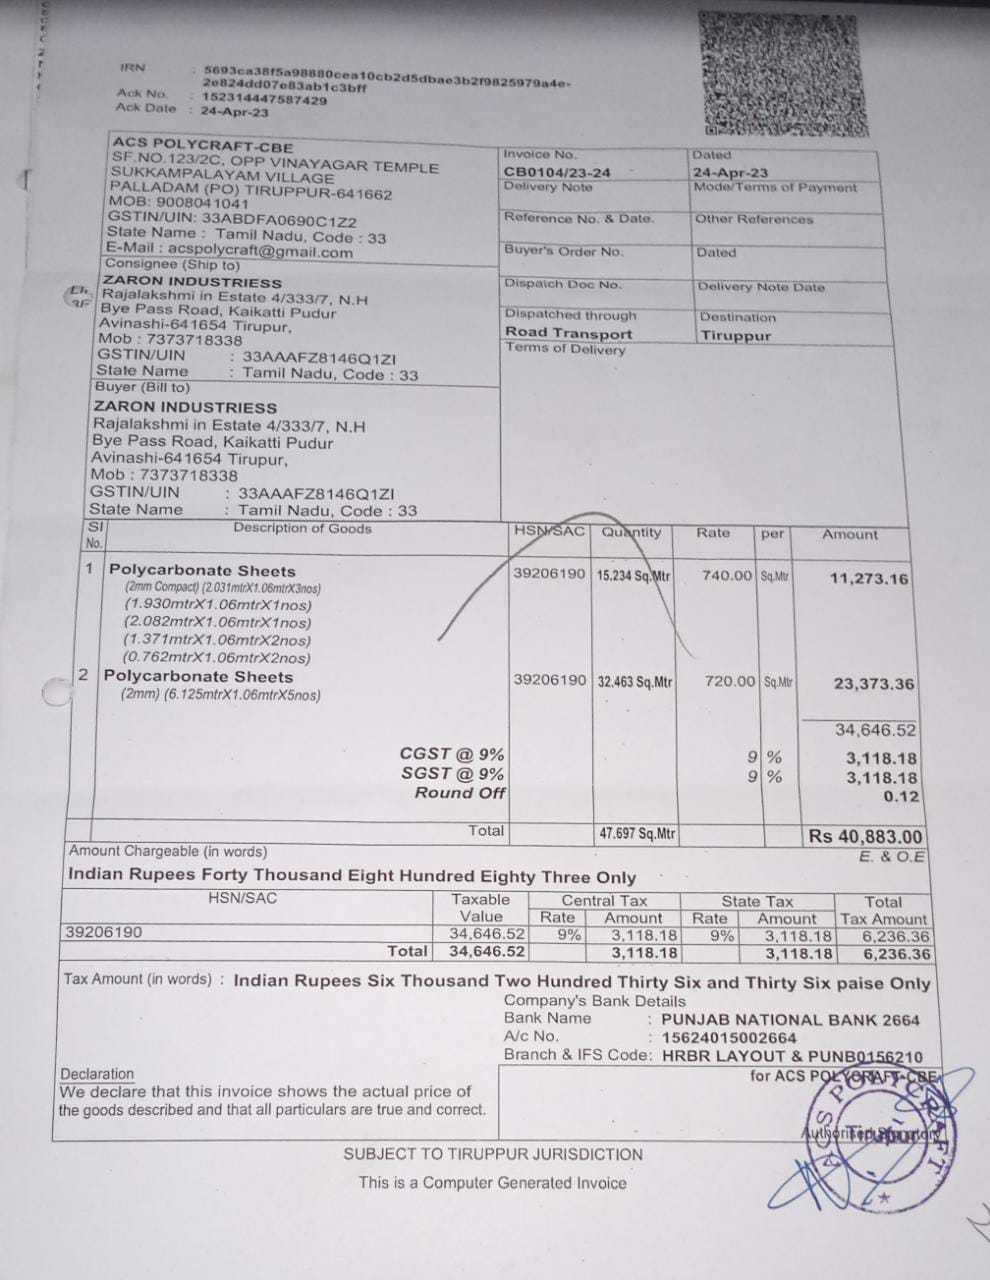 IRN : 5693ca38f5a98880cea10cb2d5dbae3b2f9825979a4e-
2e824dd07e83ab1c3bff
Ack No. : 152314447587429
Ack Date : 24-Apr-23
ACS POLYCRAFT-CBE
SF.NO.123/2C, OPP VINAYAGAR TEMPLE
SUKKAMPALAYAM VILLAGE
PALLADAM (PO) TIRUPPUR-641662
MOB: 9008041041
GSTIN/UIN: 33ABDFA0690C1Z2
State Name : Tamil Nadu, Code : 33
E-Mail : acspolycraft@gmail.com
Invoice No. Dated
CB0104/23-24 24-Apr-23
Delivery Note Mode/Terms of Payment
Reference No. & Date. Other References
Buyer's Order No. Dated
Dispatch Doc No. Delivery Note Date
Dispatched through Destination
Road Transport Tiruppur
Terms of Delivery
Consignee (Ship to)
ZARON INDUSTRIESS
Rajalakshmi in Estate 4/333/7, N.H
Bye Pass Road, Kaikatti Pudur
Avinashi-641654 Tirupur,
Mob : 7373718338
GSTIN/UIN : 33AAAFZ8146Q1ZI
State Name : Tamil Nadu, Code : 33
Buyer (Bill to)
ZARON INDUSTRIESS
Rajalakshmi in Estate 4/333/7, N.H
Bye Pass Road, Kaikatti Pudur
Avinashi-641654 Tirupur,
Mob : 7373718338
GSTIN/UIN : 33AAAFZ8146Q1ZI
State Name : Tamil Nadu, Code : 33
Sl No. Description of Goods HSN/SAC Quantity Rate per Amount
1 Polycarbonate Sheets 39206190 15.234 Sq.Mtr 740.00 Sq.Mtr 11,273.16
(2mm Compact) (2.031mtrX1.06mtrX3nos)
(1.930mtrX1.06mtrX1nos)
(2.082mtrX1.06mtrX1nos)
(1.371mtrX1.06mtrX2nos)
(0.762mtrX1.06mtrX2nos)
2 Polycarbonate Sheets 39206190 32.463 Sq.Mtr 720.00 Sq.Mtr 23,373.36
(2mm) (6.125mtrX1.06mtrX5nos)
34,646.52
CGST @ 9% 9 % 3,118.18
SGST @ 9% 9 % 3,118.18
Round Off 0.12
Total 47.697 Sq.Mtr Rs 40,883.00
Amount Chargeable (in words) E. & O.E
Indian Rupees Forty Thousand Eight Hundred Eighty Three Only
HSN/SAC Taxable Value Central Tax State Tax Total Tax Amount
Rate Amount Rate Amount
39206190 34,646.52 9% 3,118.18 9% 3,118.18 6,236.36
Total 34,646.52 3,118.18 3,118.18 6,236.36
Tax Amount (in words) : Indian Rupees Six Thousand Two Hundred Thirty Six and Thirty Six paise Only
Company's Bank Details
Bank Name : PUNJAB NATIONAL BANK 2664
A/c No. : 15624015002664
Branch & IFS Code: HRBR LAYOUT & PUNB0156210
Declaration
We declare that this invoice shows the actual price of
the goods described and that all particulars are true and correct.
for ACS POLYCRAFT-CBE
Authorised Signatory
ACS POLYCRAFT
Tirupur
SUBJECT TO TIRUPPUR JURISDICTION
This is a Computer Generated Invoice